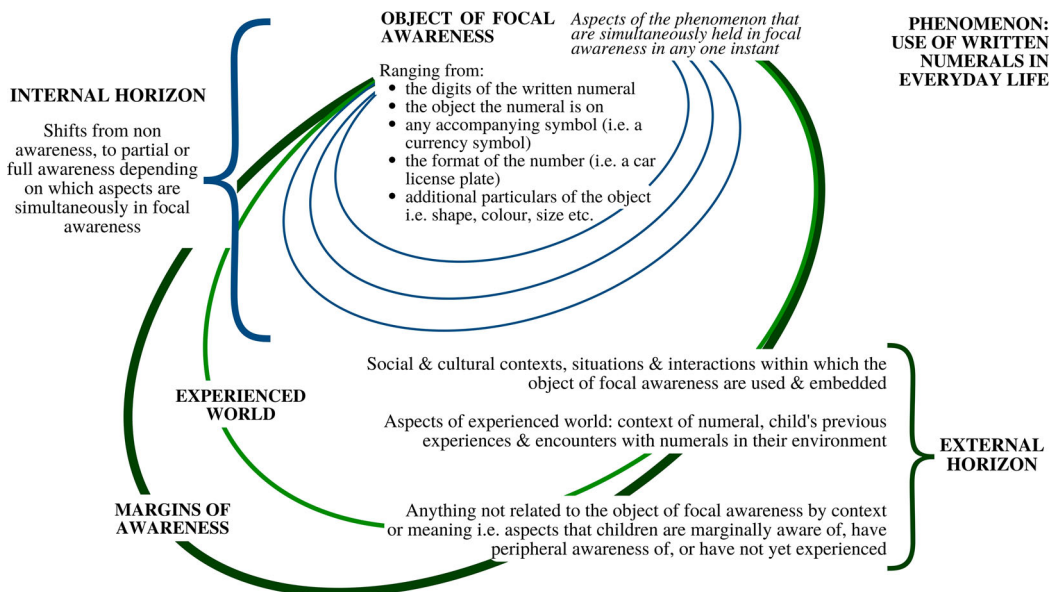 OBJECT OF FOCAL
AWARENESS
Aspects of the phenomenon that
are simultaneously held in focal
awareness in any one instant
PHENOMENON:
USE OF WRITTEN
NUMERALS IN
EVERYDAY LIFE
INTERNAL HORIZON
Shifts from non
awareness, to partial or
full awareness depending
on which aspects are
simultaneously in focal
awareness
Ranging from:
• the digits of the written numeral
• the object the numeral is on
• any accompanying symbol (i.e. a
currency symbol)
• the format of the number (i.e. a car
license plate)
• additional particulars of the object
i.e. shape, colour, size etc.
Social & cultural contexts, situations & interactions within which the
object of focal awareness are used & embedded
EXPERIENCED
WORLD
Aspects of experienced world: context of numeral, child's previous
experiences & encounters with numerals in their environment
EXTERNAL
HORIZON
MARGINS OF
AWARENESS
Anything not related to the object of focal awareness by context
or meaning i.e. aspects that children are marginally aware of, have
peripheral awareness of, or have not yet experienced